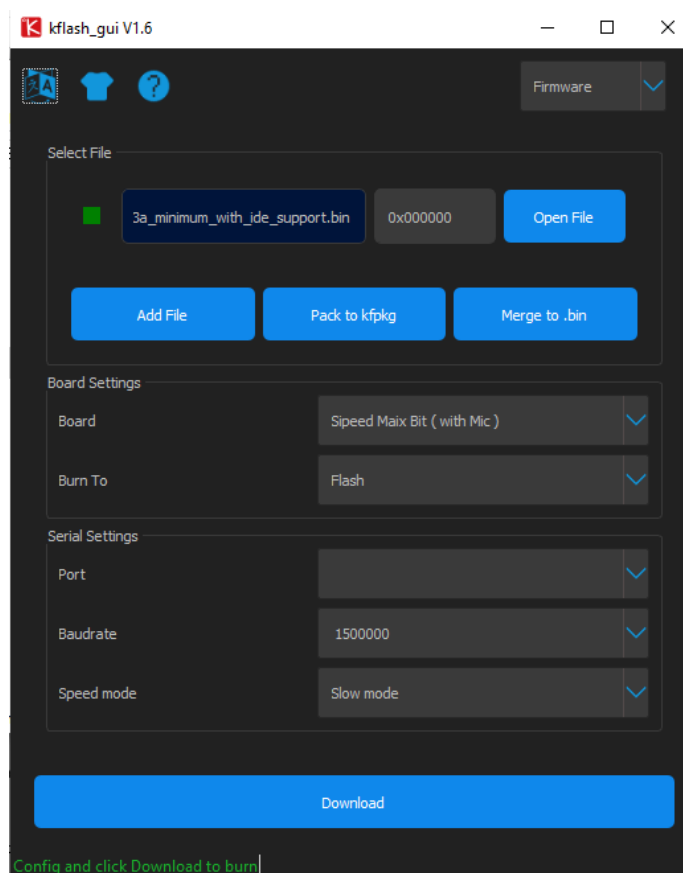 kflash_gui V1.6
Firmware
Select File
3a_minimum_with_ide_support.bin 0x000000 Open File
Add File Pack to kfpkg Merge to .bin
Board Settings
Board Sipeed Maix Bit ( with Mic )
Burn To Flash
Serial Settings
Port
Baudrate 1500000
Speed mode Slow mode
Download
Config and click Download to burn